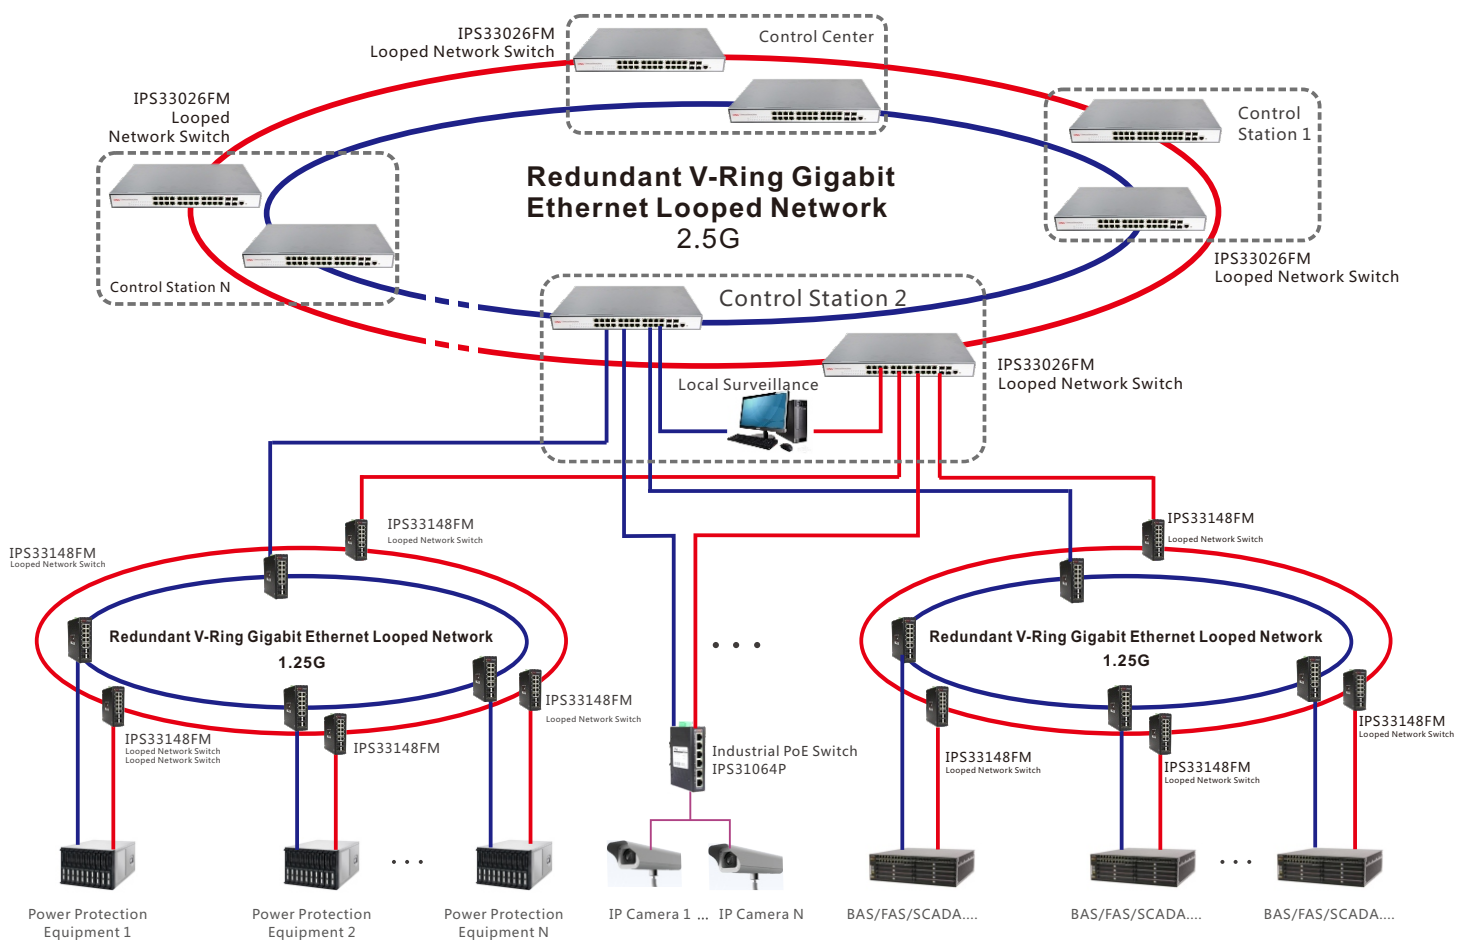 IPS33026FM
Looped Network Switch
Control Center
IPS33026FM
Looped
Network Switch
Control
Station 1
Redundant V-Ring Gigabit
Ethernet Looped Network
2.5G
IPS33026FM
Looped Network Switch
Control Station N
Control Station 2
IPS33026FM
Looped Network Switch
Local Surveillance
IPS33148FM
Looped Network Switch
IPS33148FM
Looped Network Switch
IPS33148FM
Looped Network Switch
Redundant V-Ring Gigabit Ethernet Looped Network
1.25G
Redundant V-Ring Gigabit Ethernet Looped Network
1.25G
IPS33148FM
Looped Network Switch
IPS33148FM
Looped Network Switch
Looped Network Switch
IPS33148FM
Industrial PoE Switch
IPS31064P
IPS33148FM
Looped Network Switch
IPS33148FM
Looped Network Switch
IPS33148FM
Looped Network Switch
. . .
. . .
. . .
Power Protection
Equipment 1
Power Protection
Equipment 2
Power Protection
Equipment N
IP Camera 1 ... IP Camera N
BAS/FAS/SCADA....
BAS/FAS/SCADA....
BAS/FAS/SCADA....